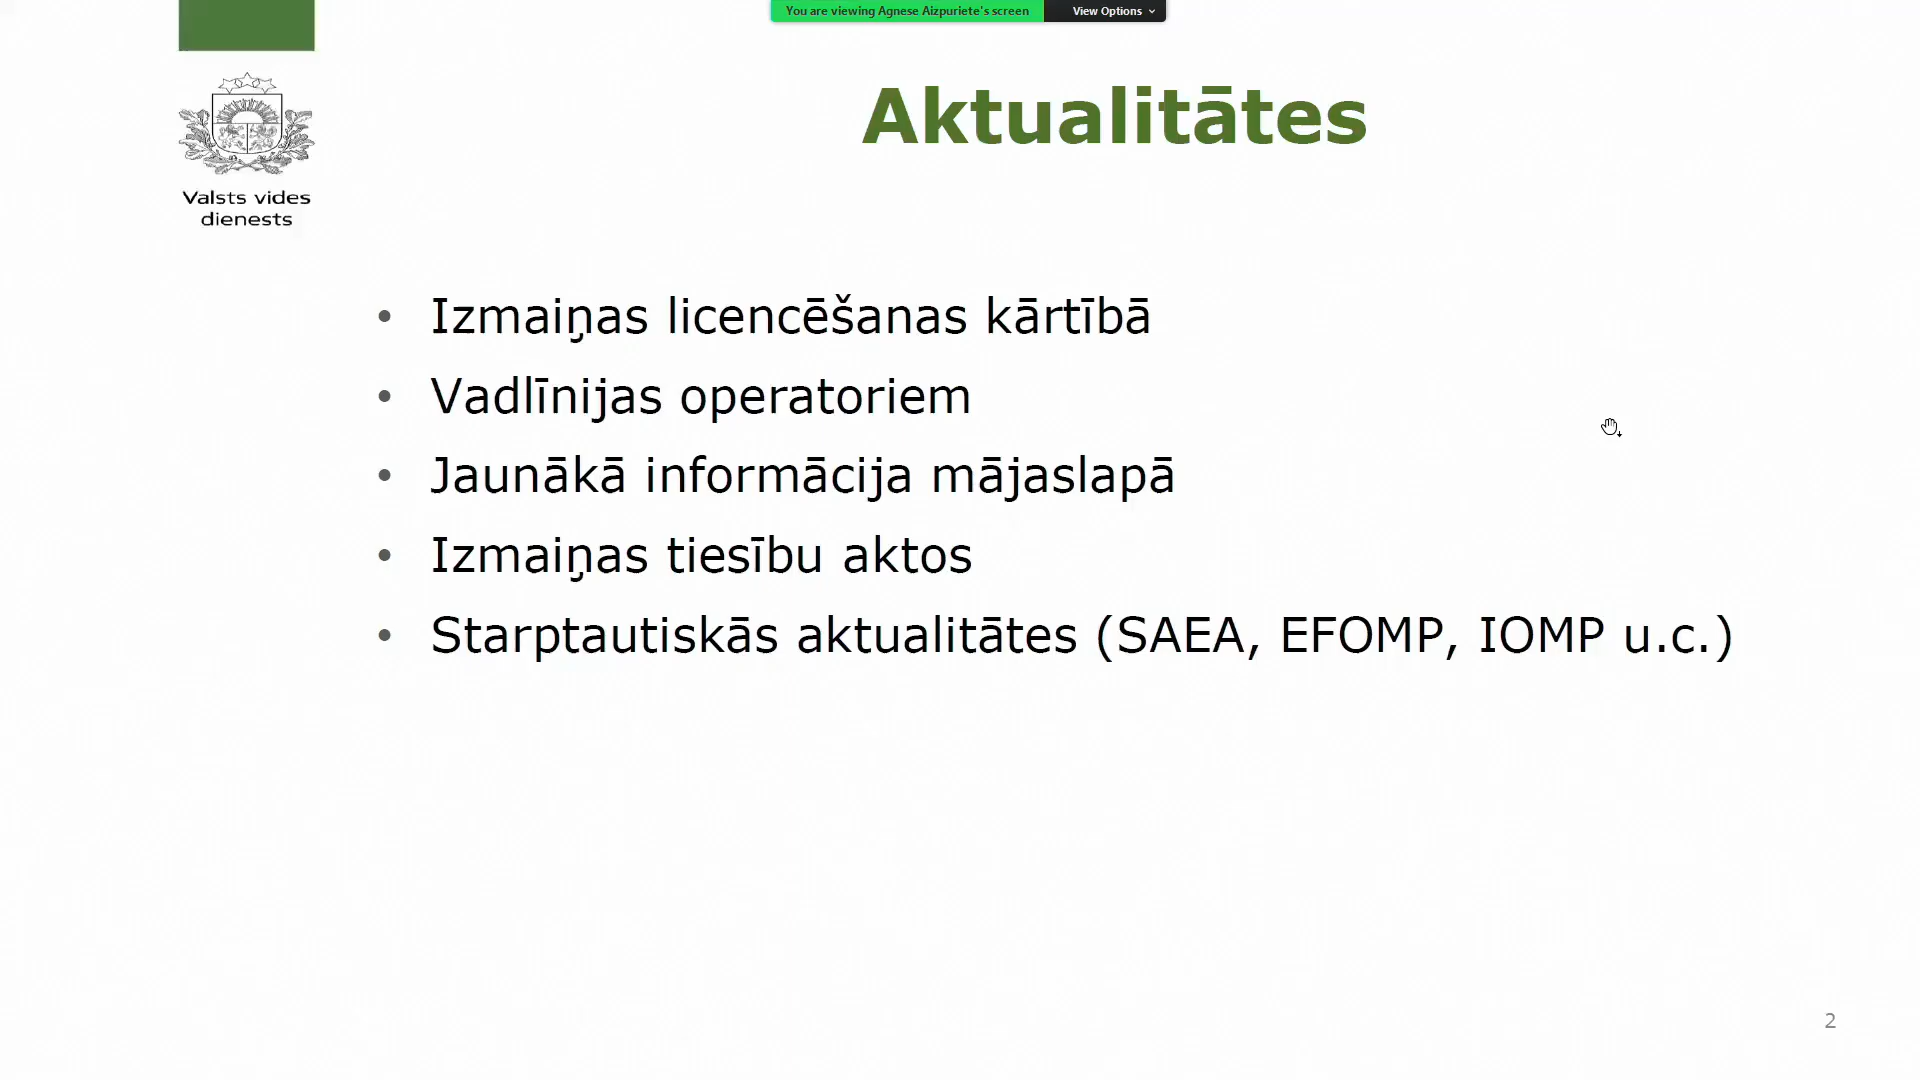 You are viewing Agnese Aizpuriete's screen
View Options
Aktualitātes
Valsts vides
dienests
• Izmaiņas licencēšanas kārtībā
• Vadlīnijas operatoriem
• Jaunākā informācija mājaslapā
• Izmaiņas tiesību aktos
• Starptautiskās aktualitātes (SAEA, EFOMP, IOMP u.c.)
2